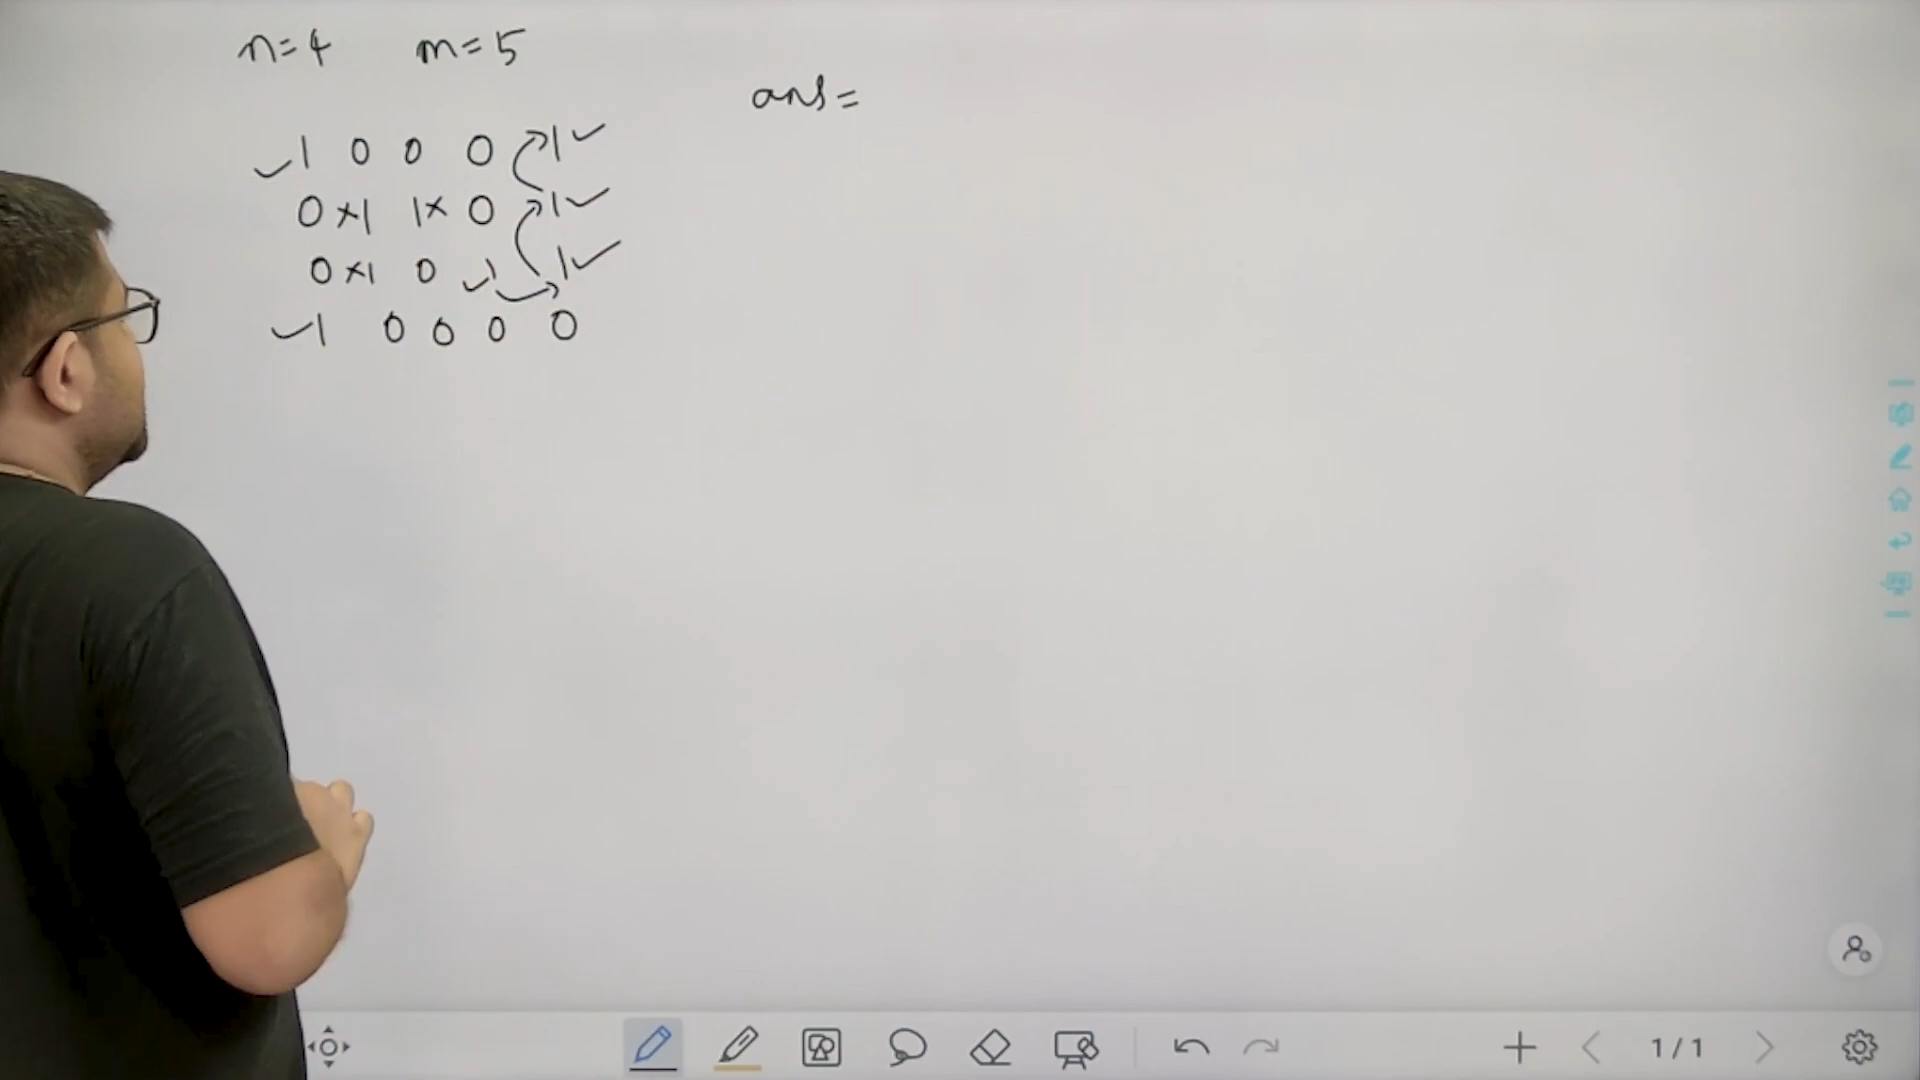 n=4 m=5
ans=
✓1 0 0 0 1✓
0 ×1 1× 0 1✓
0 ×1 0 ✓1 1✓
✓1 0 0 0 0
1/1